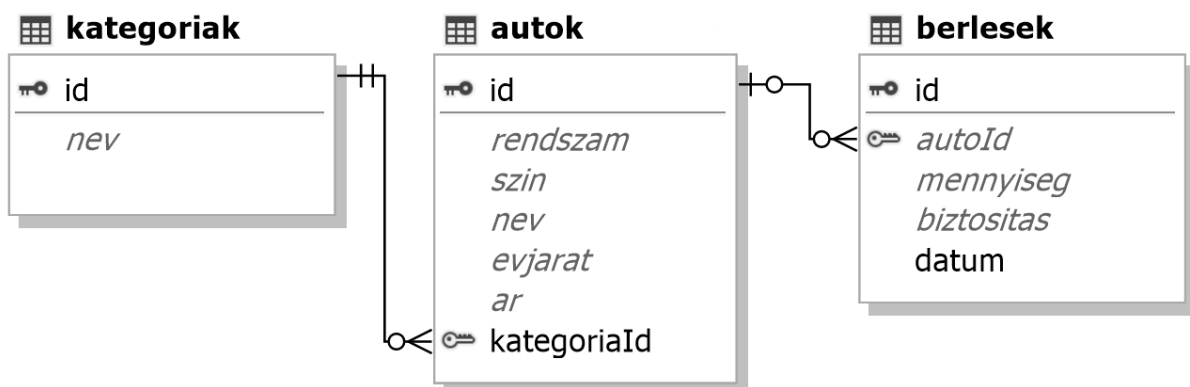 kategoriak
id
nev
autok
id
rendszam
szin
nev
evjarat
ar
kategoriaId
berlesek
id
autoId
mennyiseg
biztositas
datum